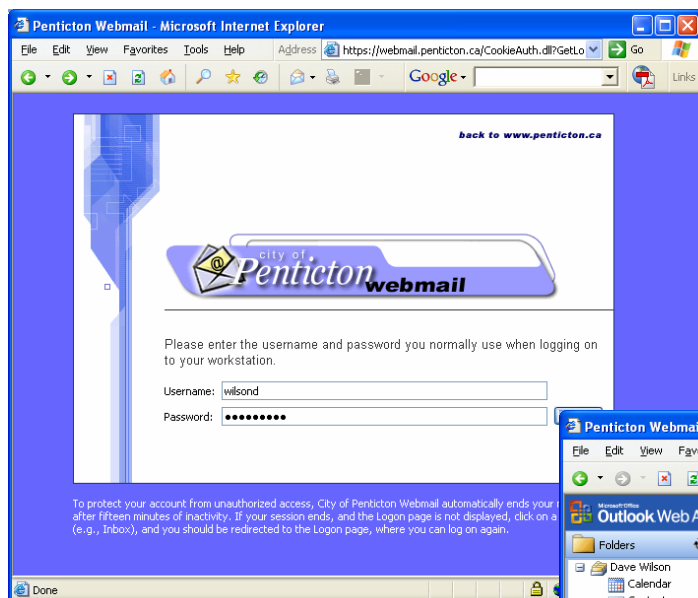 Penticton Webmail - Microsoft Internet Explorer
File Edit View Favorites Tools Help Address https://webmail.penticton.ca/CookieAuth.dll?GetLo Go
Google Links
back to www.penticton.ca
city of
Penticton webmail
Please enter the username and password you normally use when logging on
to your workstation.
Username: wilsond
Password: •••••••••
To protect your account from unauthorized access, City of Penticton Webmail automatically ends your
after fifteen minutes of inactivity. If your session ends, and the Logon page is not displayed, click on a
(e.g., Inbox), and you should be redirected to the Logon page, where you can log on again.
Done
Penticton Webmail
File Edit View
Microsoft Office
Outlook Web A
Folders
Dave Wilson
Calendar